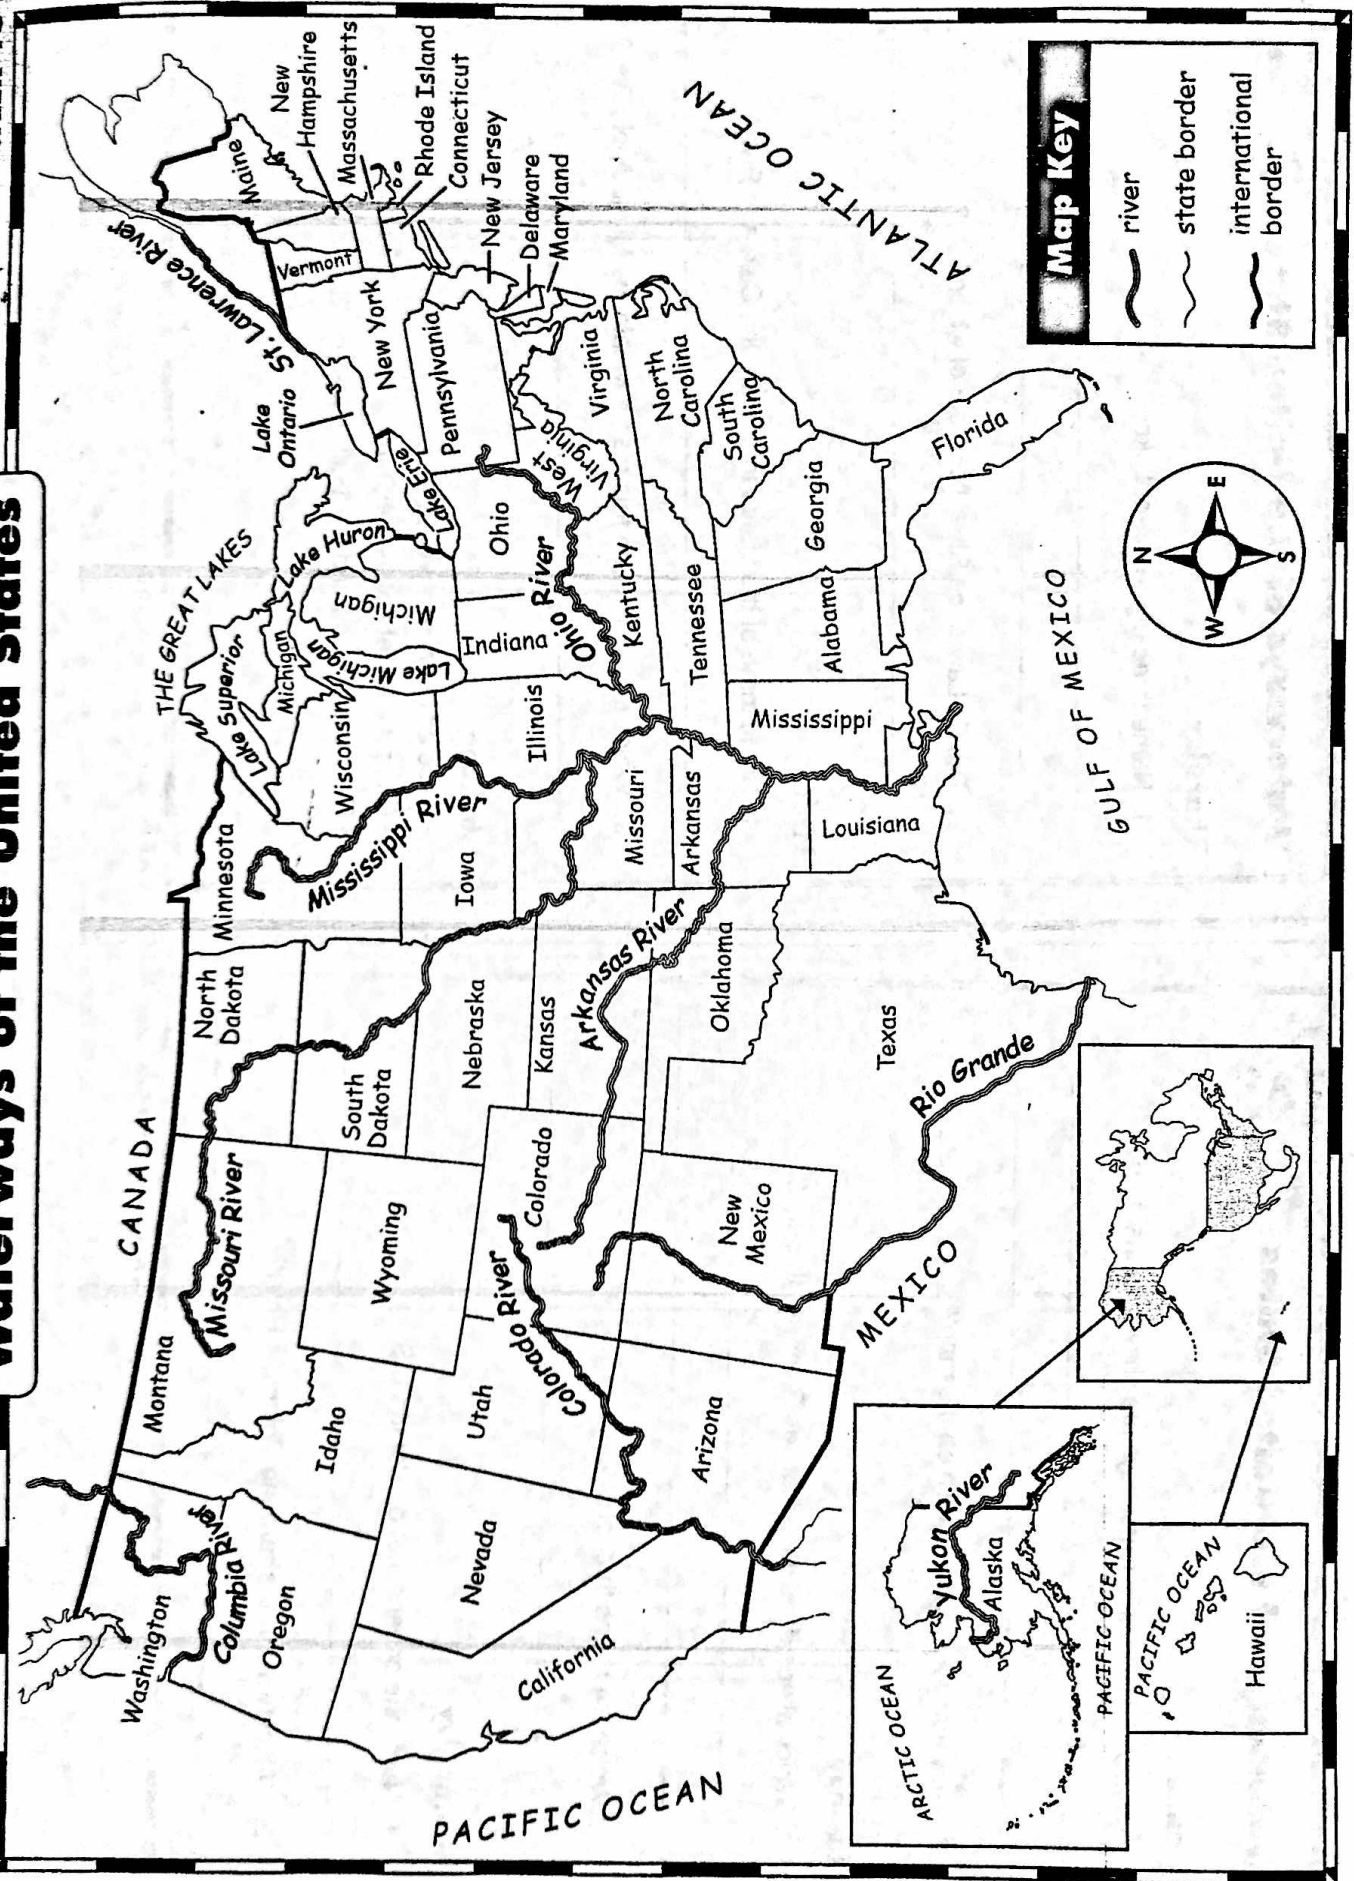 Waterways of the United States
CANADA
THE GREAT LAKES
St. Lawrence River
Lake
Ontario
Lake Superior
Lake Huron
Lake Michigan
Lake Erie
Washington
Columbia River
Oregon
Idaho
Montana
Missouri River
Wyoming
North
Dakota
South
Dakota
Minnesota
Mississippi River
Wisconsin
Michigan
Michigan
Iowa
Nebraska
Illinois
Indiana
Ohio
Ohio River
Pennsylvania
New York
Vermont
Maine
New
Hampshire
Massachusetts
Rhode Island
Connecticut
New Jersey
Delaware
Maryland
West
Virginia
Virginia
North
Carolina
South
Carolina
Kentucky
Tennessee
Georgia
Alabama
Mississippi
Florida
Missouri
Arkansas
Louisiana
Kansas
Arkansas River
Oklahoma
Texas
Rio Grande
Colorado
Colorado River
New
Mexico
Utah
Arizona
Nevada
California
PACIFIC OCEAN
MEXICO
GULF OF MEXICO
ATLANTIC OCEAN
ARCTIC OCEAN
Yukon River
Alaska
PACIFIC OCEAN
PACIFIC OCEAN
Hawaii
N
W
E
S
Map Key
river
state border
international
border